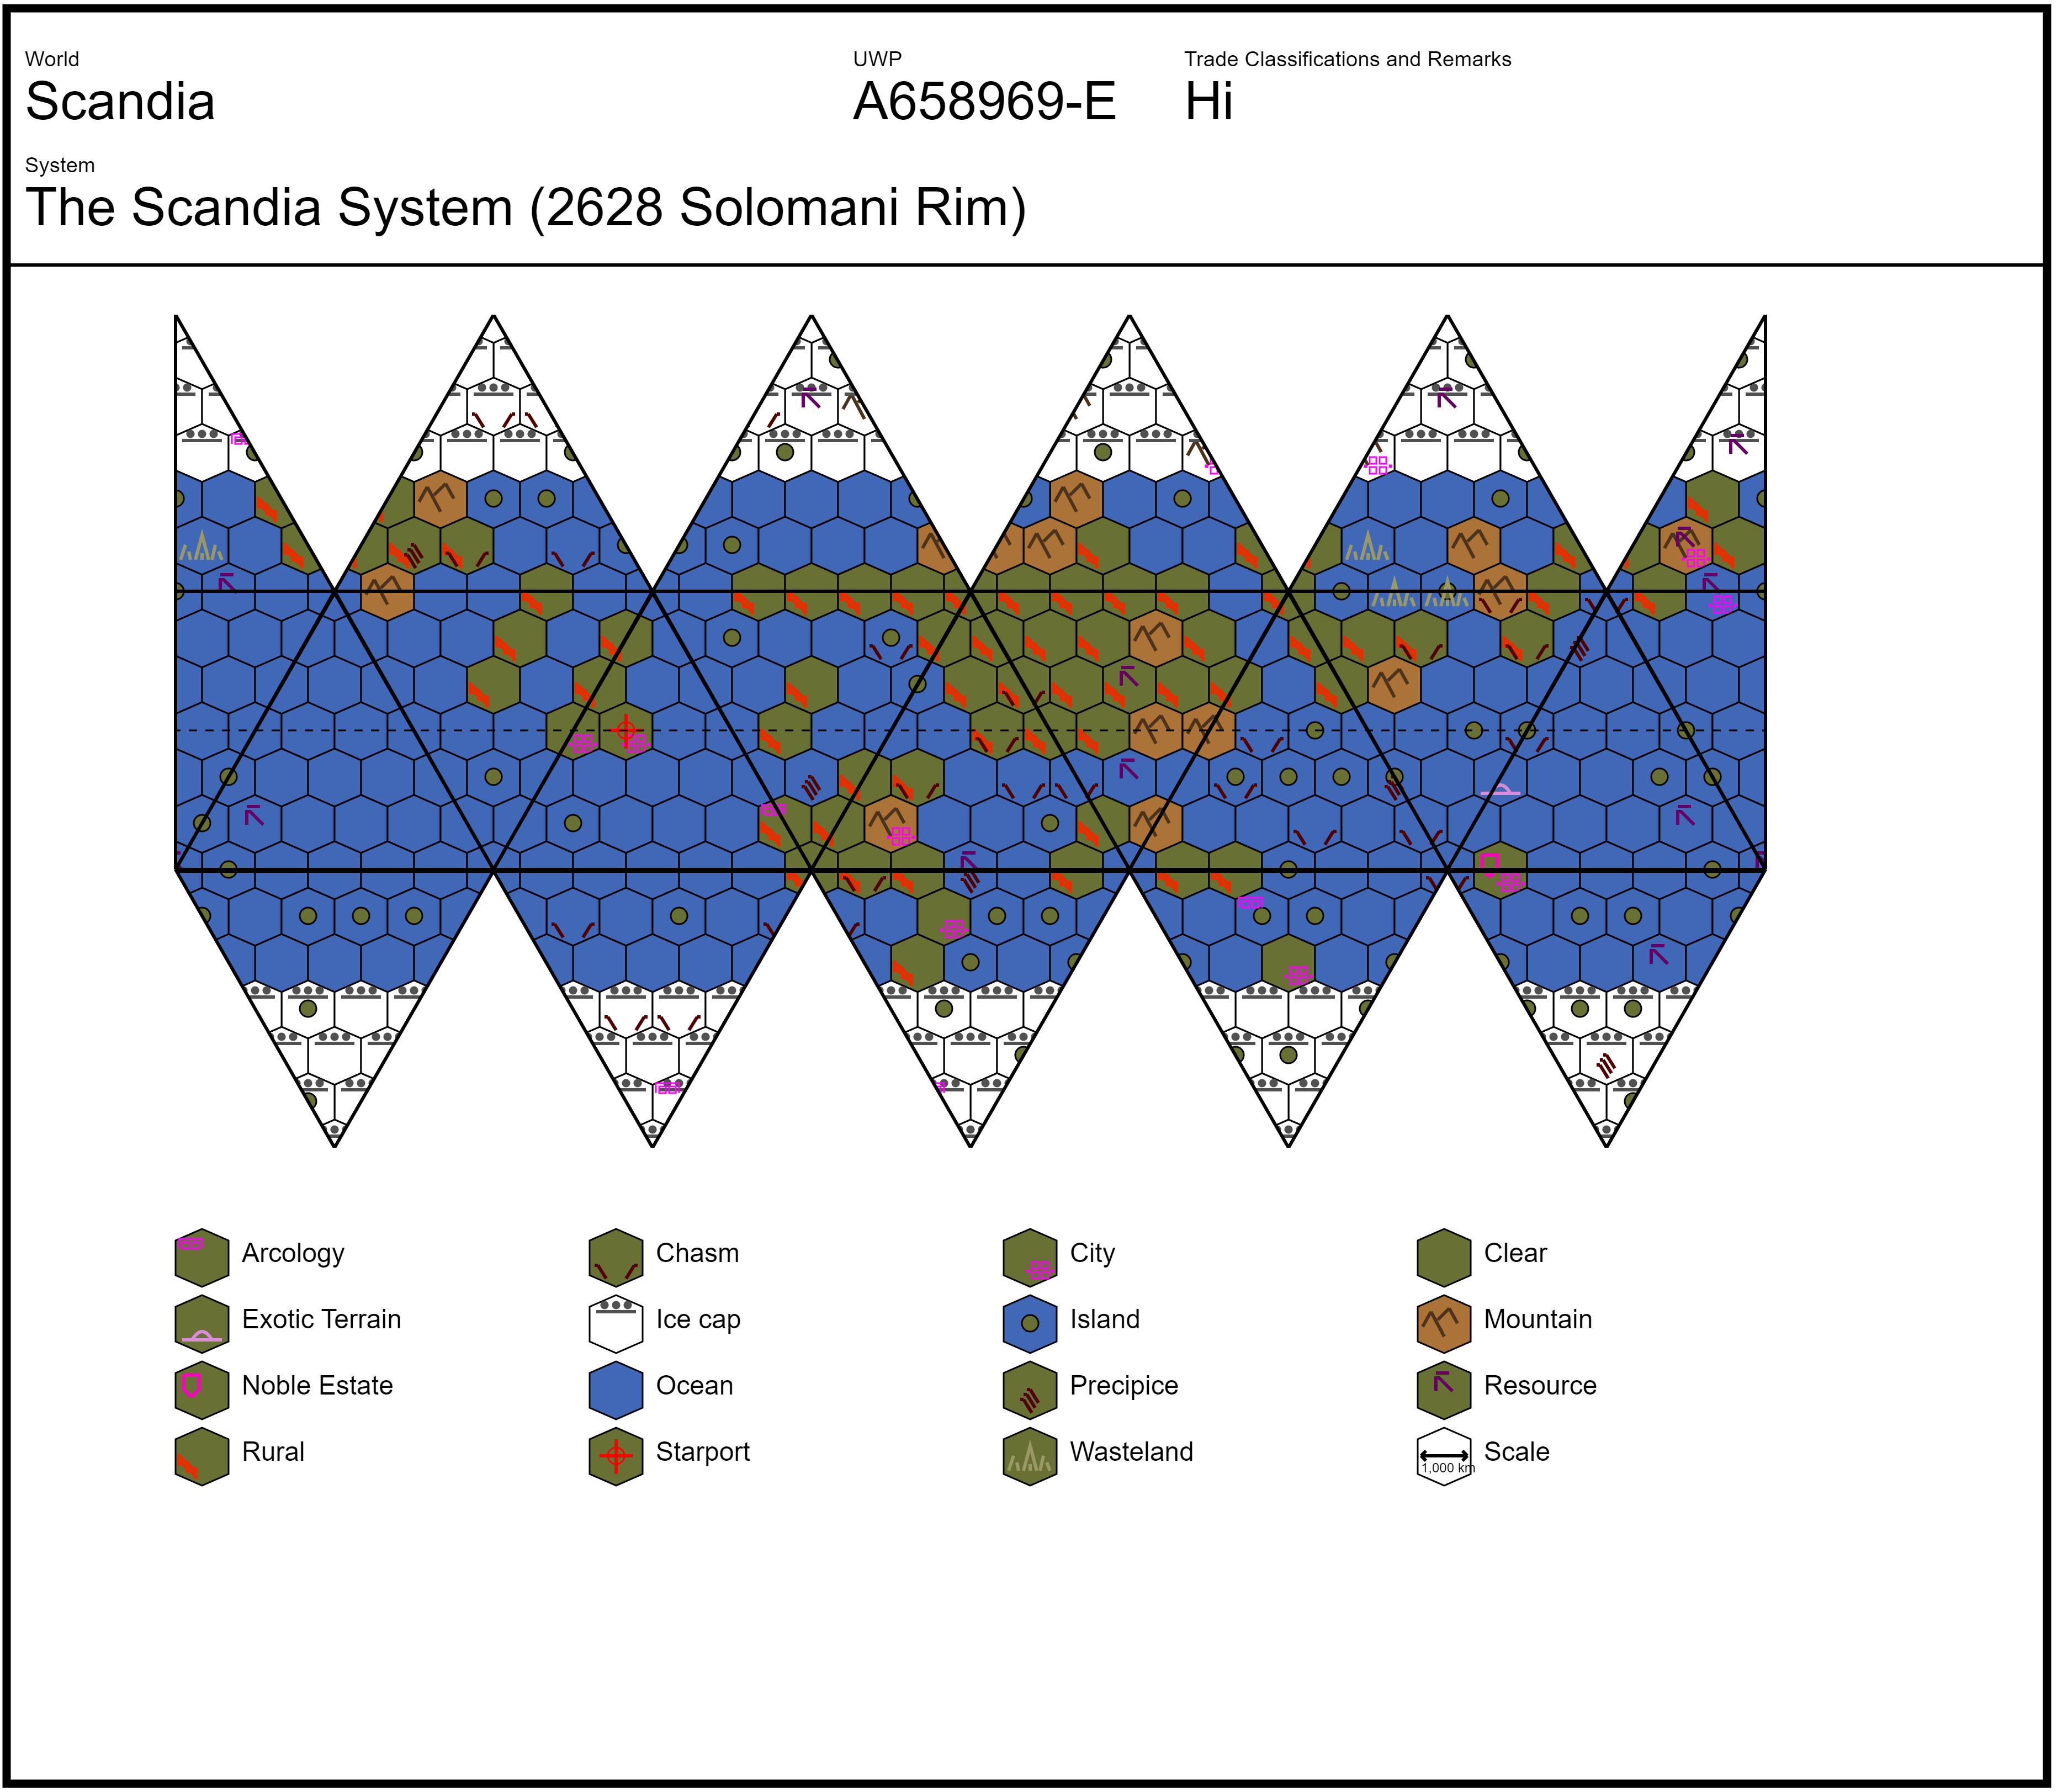 World
UWP
Trade Classifications and Remarks
Scandia
A658969-E
Hi
System
The Scandia System (2628 Solomani Rim)
Arcology
Chasm
City
Clear
Exotic Terrain
Ice cap
Island
Mountain
Noble Estate
Ocean
Precipice
Resource
Rural
Starport
Wasteland
Scale
1,000 km